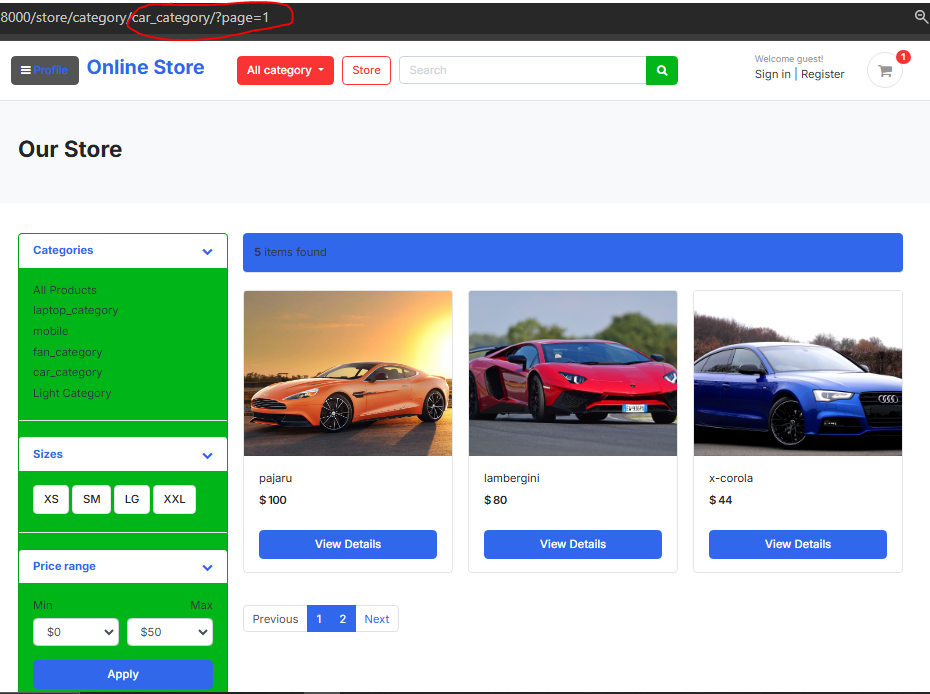 8000/store/category/car_category/?page=1
Profile Online Store All category Store Search Welcome guest! 1
Sign in | Register
Our Store
Categories
All Products
laptop_category
mobile
fan_category
car_category
Light Category
Sizes
XS SM LG XXL
Price range
Min Max
$0 $50
Apply
5 items found
pajaru
$ 100
View Details
lambergini
$ 80
View Details
x-corola
$ 44
View Details
Previous 1 2 Next